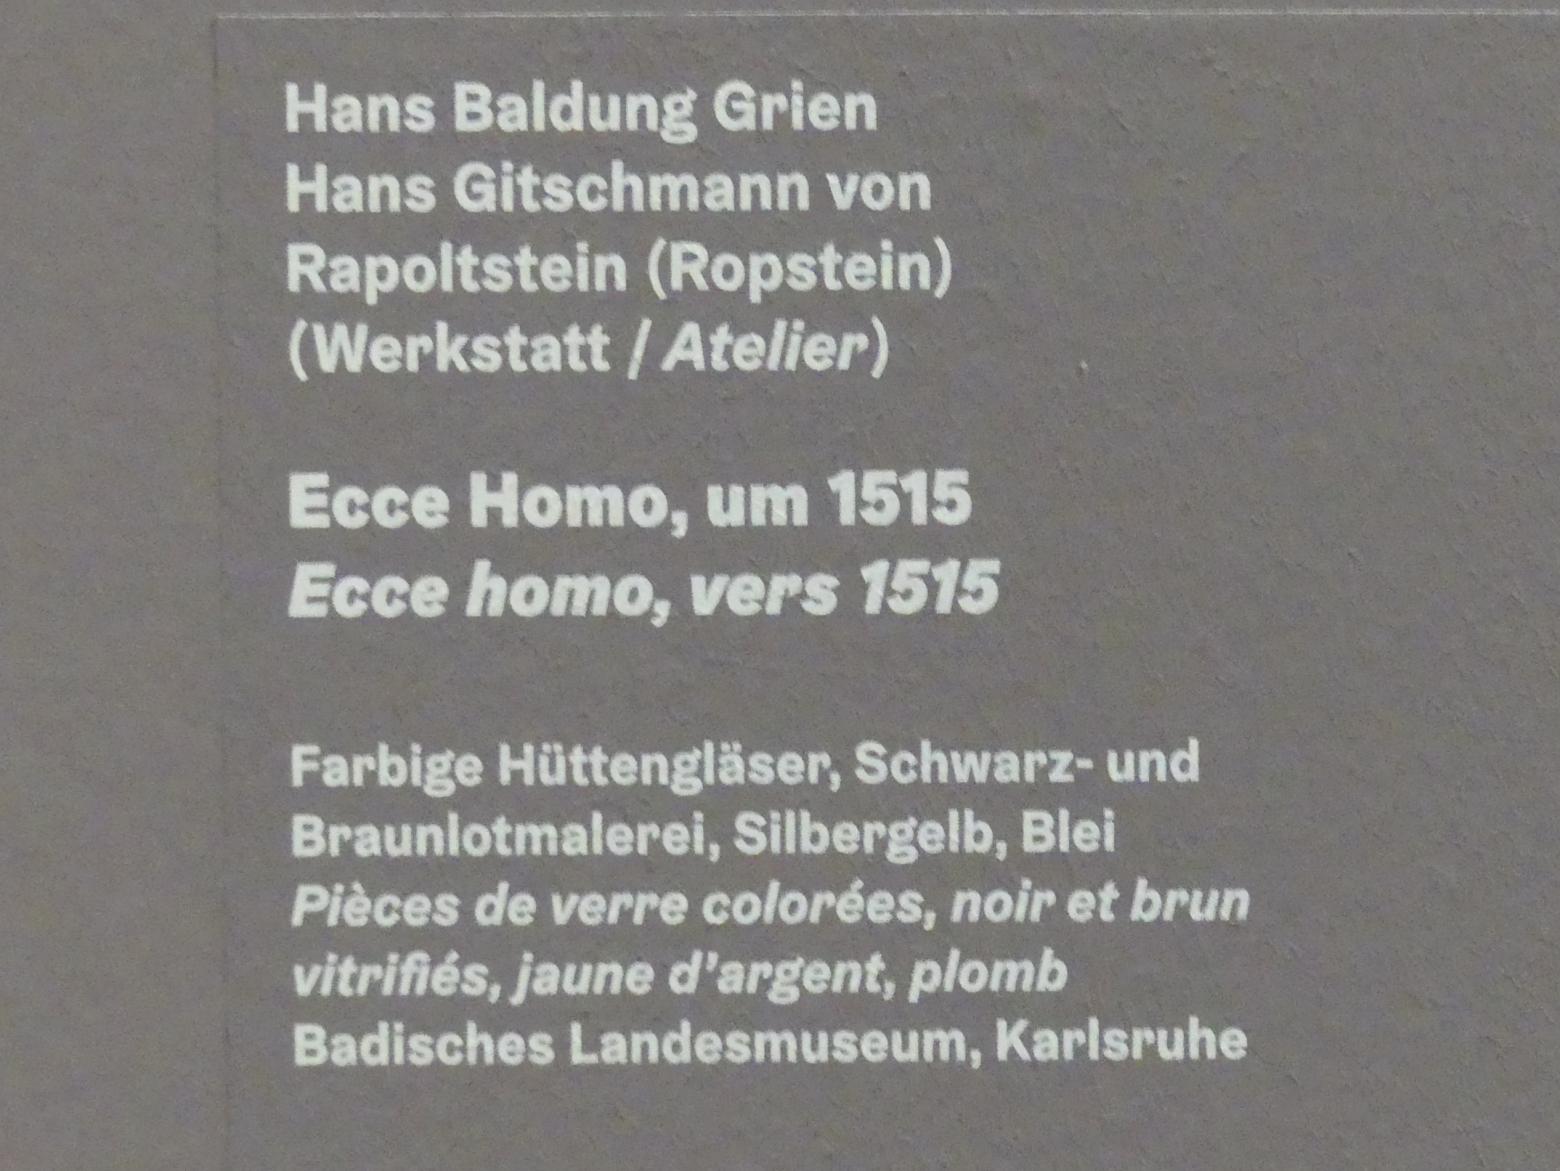 Hans Baldung Grien
Hans Gitschmann von
Rapoltstein (Ropstein)
(Werkstatt / Atelier)
Ecce Homo, um 1515
Ecce homo, vers 1515
Farbige Hüttengläser, Schwarz- und
Braunlotmalerei, Silbergelb, Blei
Pièces de verre colorées, noir et brun
vitrifiés, jaune d'argent, plomb
Badisches Landesmuseum, Karlsruhe